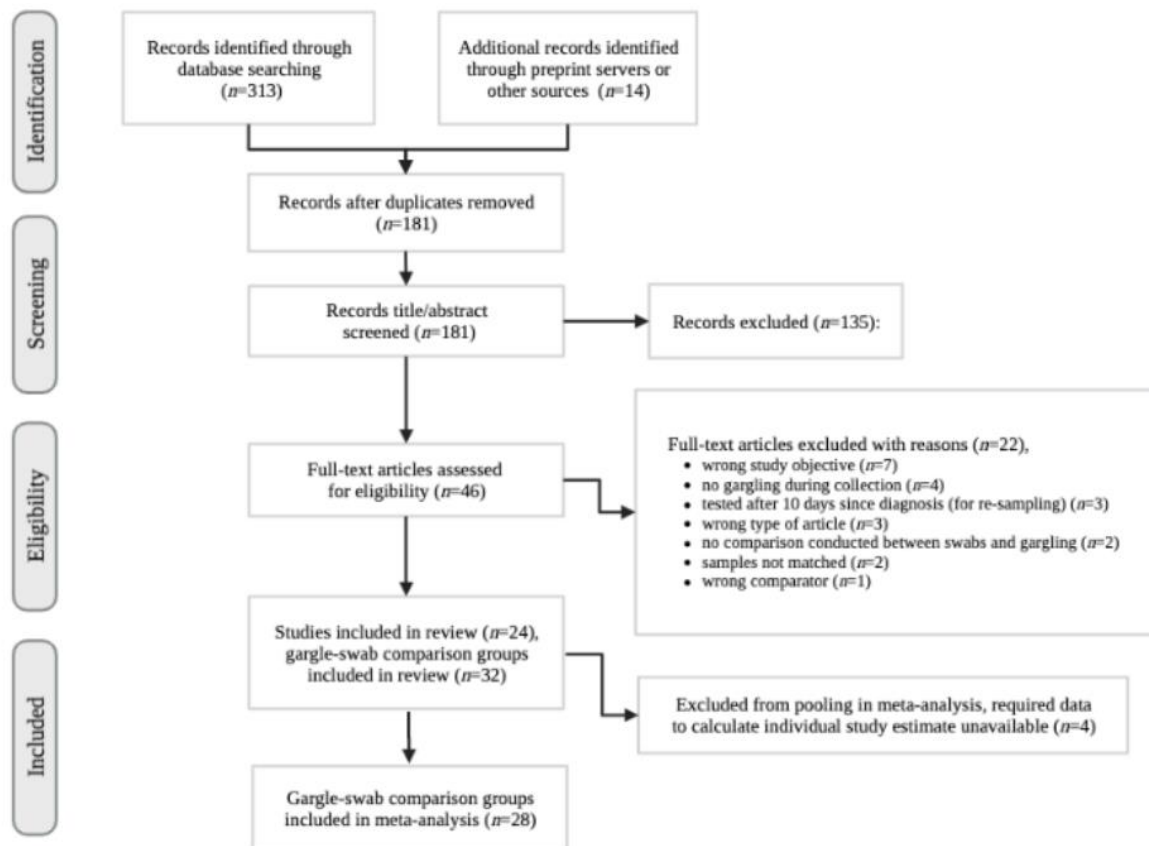 Identification
Records identified through
database searching
(n=313)
Additional records identified
through preprint servers or
other sources (n=14)
Records after duplicates removed
(n=181)
Screening
Records title/abstract
screened (n=181)
Records excluded (n=135):
Eligibility
Full-text articles assessed
for eligibility (n=46)
Full-text articles excluded with reasons (n=22),
• wrong study objective (n=7)
• no gargling during collection (n=4)
• tested after 10 days since diagnosis (for re-sampling) (n=3)
• wrong type of article (n=3)
• no comparison conducted between swabs and gargling (n=2)
• samples not matched (n=2)
• wrong comparator (n=1)
Included
Studies included in review (n=24),
gargle-swab comparison groups
included in review (n=32)
Excluded from pooling in meta-analysis, required data
to calculate individual study estimate unavailable (n=4)
Gargle-swab comparison groups
included in meta-analysis (n=28)